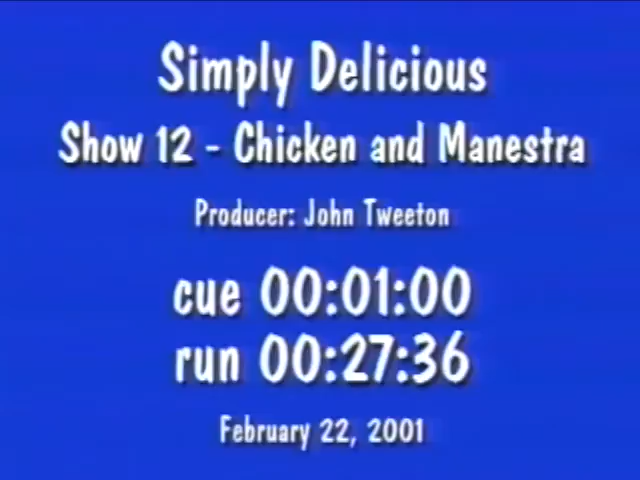 Simply Delicious
Show 12 - Chicken and Manestra
Producer: John Tweeton
cue 00:01:00
run 00:27:36
February 22, 2001